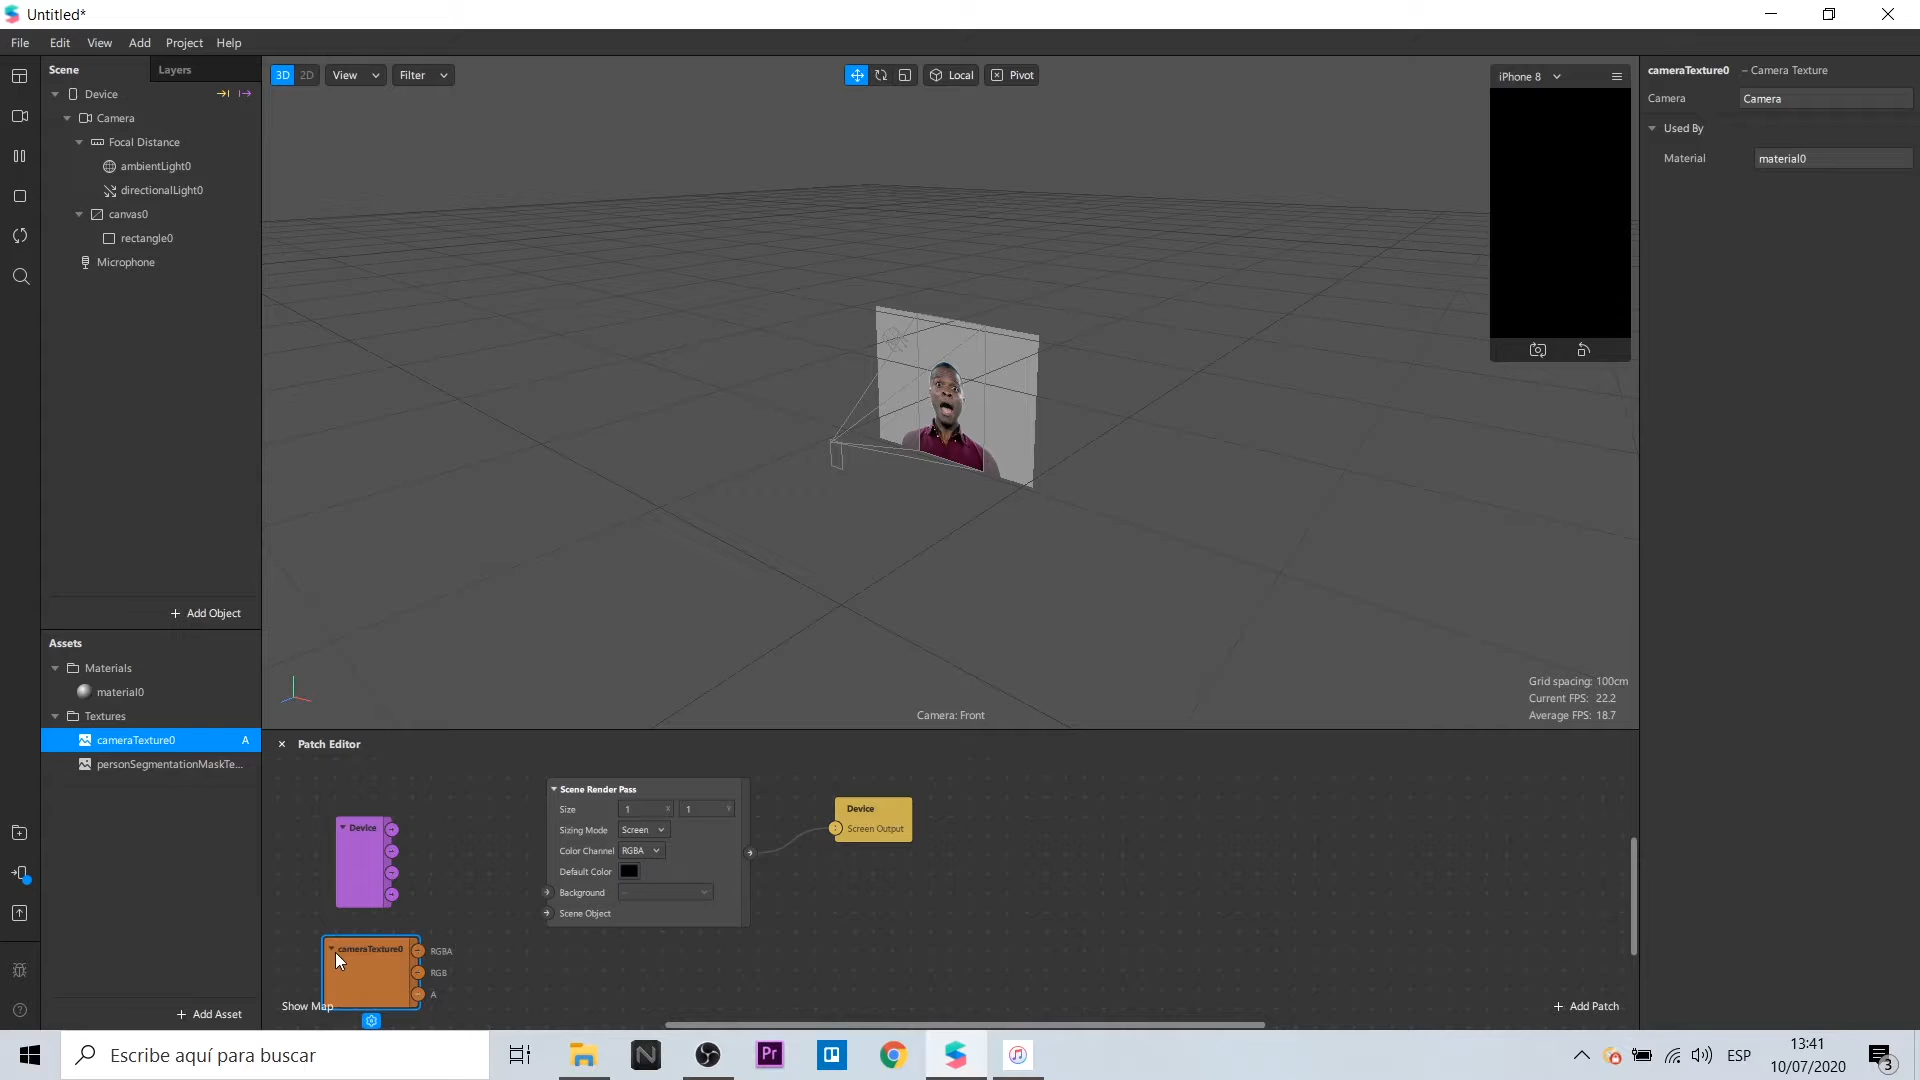 Untitled*
File Edit View Add Project Help
Scene Layers
Device
Camera
Focal Distance
ambientLight0
directionalLight0
canvas0
rectangle0
Microphone
+ Add Object
Assets
Materials
material0
Textures
cameraTexture0 A
personSegmentationMaskTe...
+ Add Asset
3D 2D View Filter
Local Pivot
iPhone 8
Grid spacing: 100cm
Current FPS: 22.2
Average FPS: 18.7
Camera: Front
cameraTexture0 – Camera Texture
Camera Camera
Used By
Material material0
Patch Editor
Device
cameraTexture0
RGBA
RGB
A
Show Map
Scene Render Pass
Size 1 X 1 Y
Sizing Mode Screen
Color Channel RGBA
Default Color
Background
Scene Object
Device
Screen Output
+ Add Patch
Escribe aquí para buscar
N
Pr
ESP
13:41
10/07/2020
3